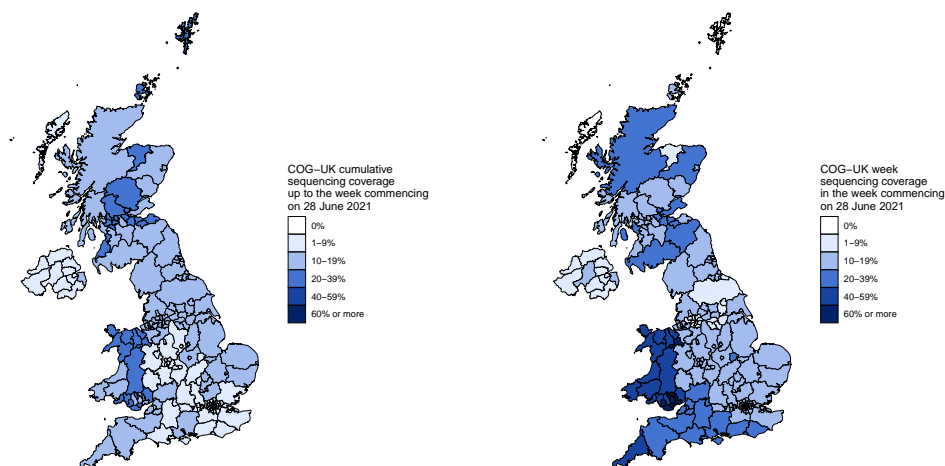 COG–UK cumulative
sequencing coverage
up to the week commencing
on 28 June 2021
0%
1–9%
10–19%
20–39%
40–59%
60% or more
COG–UK week
sequencing coverage
in the week commencing
on 28 June 2021
0%
1–9%
10–19%
20–39%
40–59%
60% or more